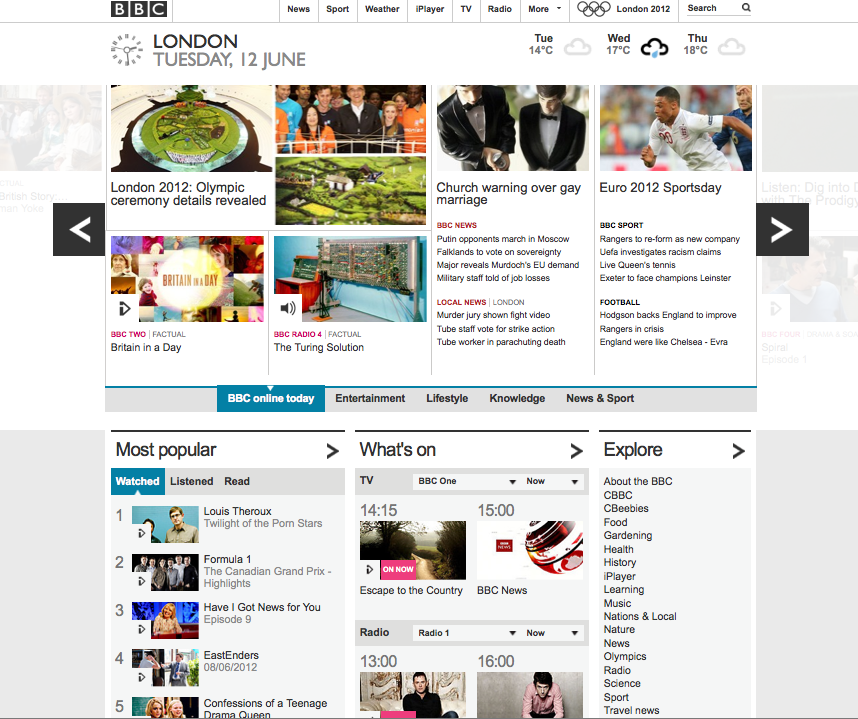 BBC
News Sport Weather iPlayer TV Radio More London 2012 Search
LONDON
TUESDAY, 12 JUNE
Tue
14°C
Wed
17°C
Thu
18°C
London 2012: Olympic
ceremony details revealed
BRITAIN IN A DAY
BBC TWO | FACTUAL
Britain in a Day
BBC RADIO 4 | FACTUAL
The Turing Solution
Church warning over gay
marriage
BBC NEWS
Putin opponents march in Moscow
Falklands to vote on sovereignty
Major reveals Murdoch's EU demand
Military staff told of job losses
LOCAL NEWS | LONDON
Murder jury shown fight video
Tube staff vote for strike action
Tube worker in parachuting death
Euro 2012 Sportsday
BBC SPORT
Rangers to re-form as new company
Uefa investigates racism claims
Live Queen's tennis
Exeter to face champions Leinster
FOOTBALL
Hodgson backs England to improve
Rangers in crisis
England were like Chelsea - Evra
Listen: Dig into D
with The Prodigy
BBC FOUR | DRAMA & SOA
Spiral
Episode 1
BBC online today Entertainment Lifestyle Knowledge News & Sport
Most popular
Watched Listened Read
1
Louis Theroux
Twilight of the Porn Stars
2
Formula 1
The Canadian Grand Prix -
Highlights
3
Have I Got News for You
Episode 9
4
EastEnders
08/06/2012
5
Confessions of a Teenage
Drama Queen
What's on
TV BBC One Now
14:15
ON NOW
Escape to the Country
15:00
BBC NEWS
BBC News
Radio Radio 1 Now
13:00
16:00
Explore
About the BBC
CBBC
CBeebies
Food
Gardening
Health
History
iPlayer
Learning
Music
Nations & Local
Nature
News
Olympics
Radio
Science
Sport
Travel news